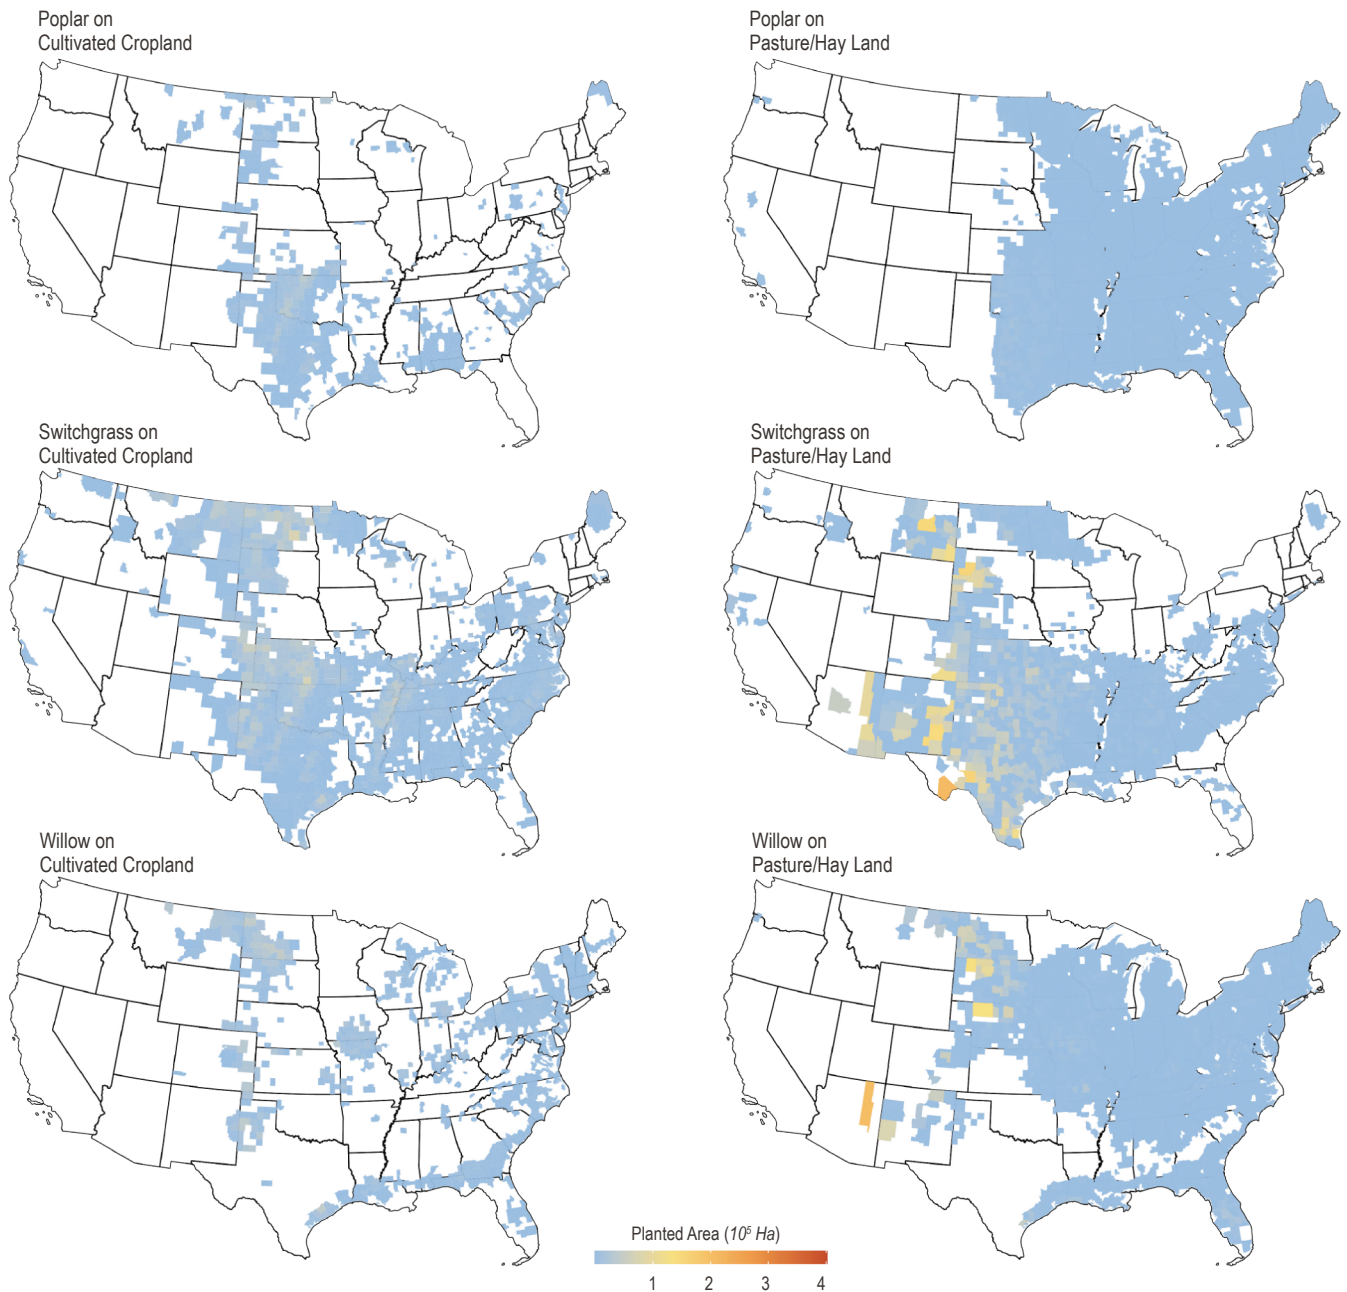 Poplar on
Cultivated Cropland
Poplar on
Pasture/Hay Land
Switchgrass on
Cultivated Cropland
Switchgrass on
Pasture/Hay Land
Willow on
Cultivated Cropland
Willow on
Pasture/Hay Land
Planted Area (10⁵ Ha)
1 2 3 4